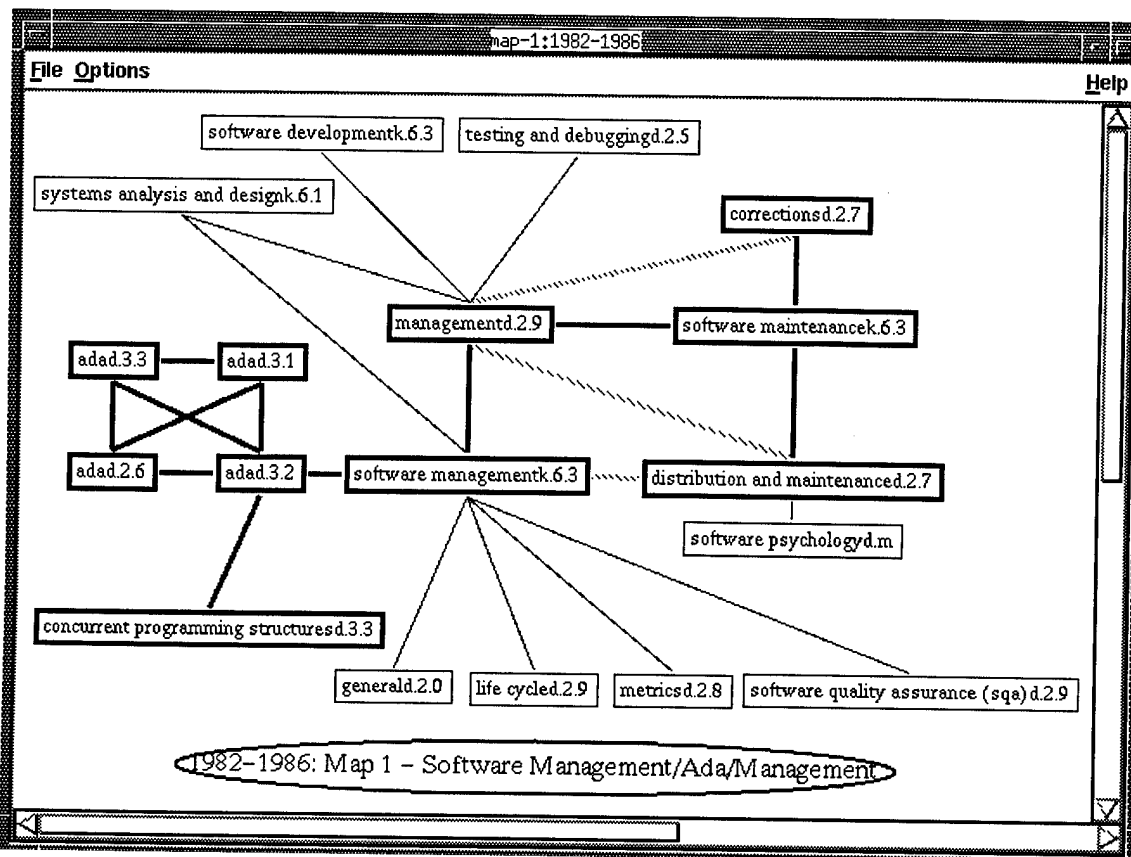 map-1:1982-1986
File Options
Help
software developmentk.6.3
testing and debuggingd.2.5
systems analysis and designk.6.1
correctionsd.2.7
managementd.2.9
software maintenancek.6.3
adad.3.3
adad.3.1
adad.2.6
adad.3.2
software managementk.6.3
distribution and maintenanced.2.7
software psychologyd.m
concurrent programming structuresd.3.3
generald.2.0
life cycled.2.9
metricsd.2.8
software quality assurance (sqa)d.2.9
1982-1986: Map 1 - Software Management/Ada/Management